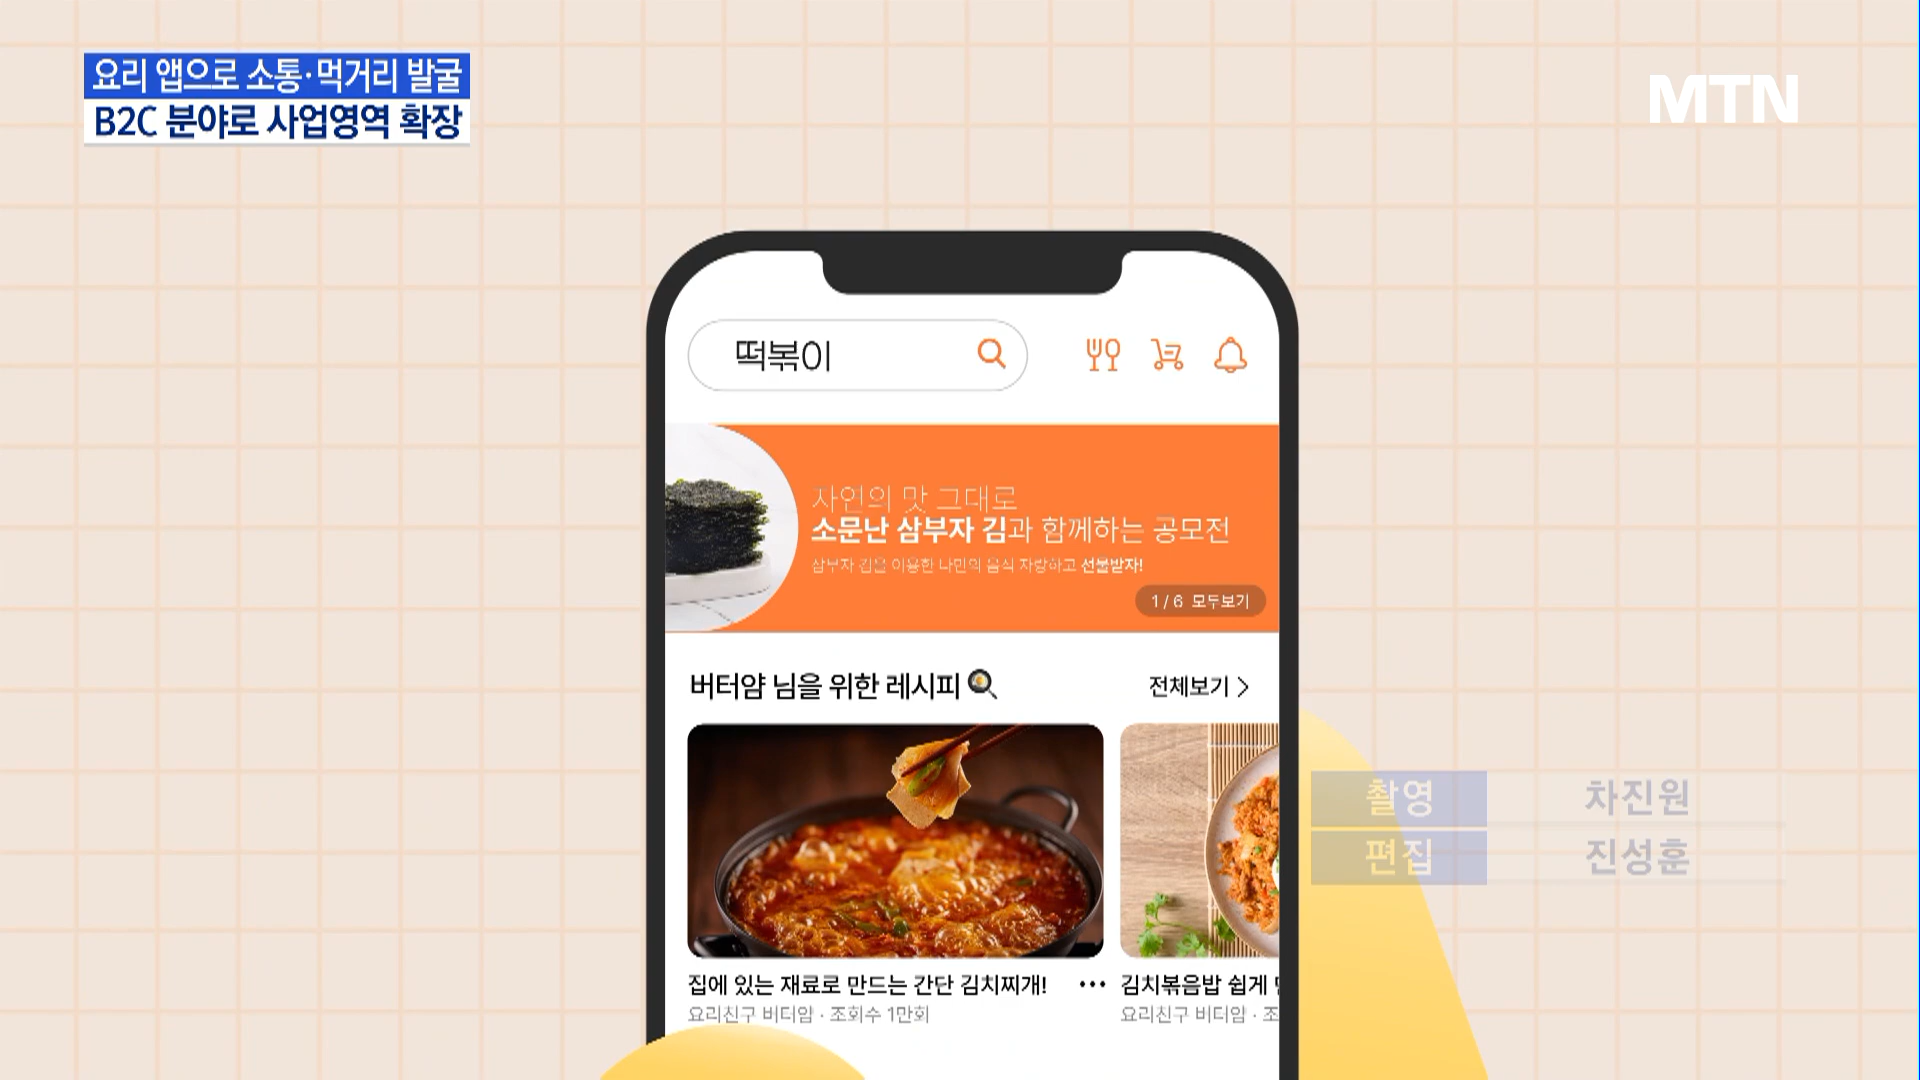 요리 앱으로 소통·먹거리 발굴
B2C 분야로 사업영역 확장
MTN
떡볶이
자연의 맛 그대로
소문난 삼부자 김과 함께하는 공모전
삼부자 김을 이용한 나만의 음식 자랑하고 선물받자!
1 / 6 모두보기
버터얌 님을 위한 레시피
전체보기 >
집에 있는 재료로 만드는 간단 김치찌개!
요리친구 버터얌 · 조회수 1만회
김치볶음밥 쉽게
요리친구 버터얌 · 조
촬영 차진원
편집 진성훈